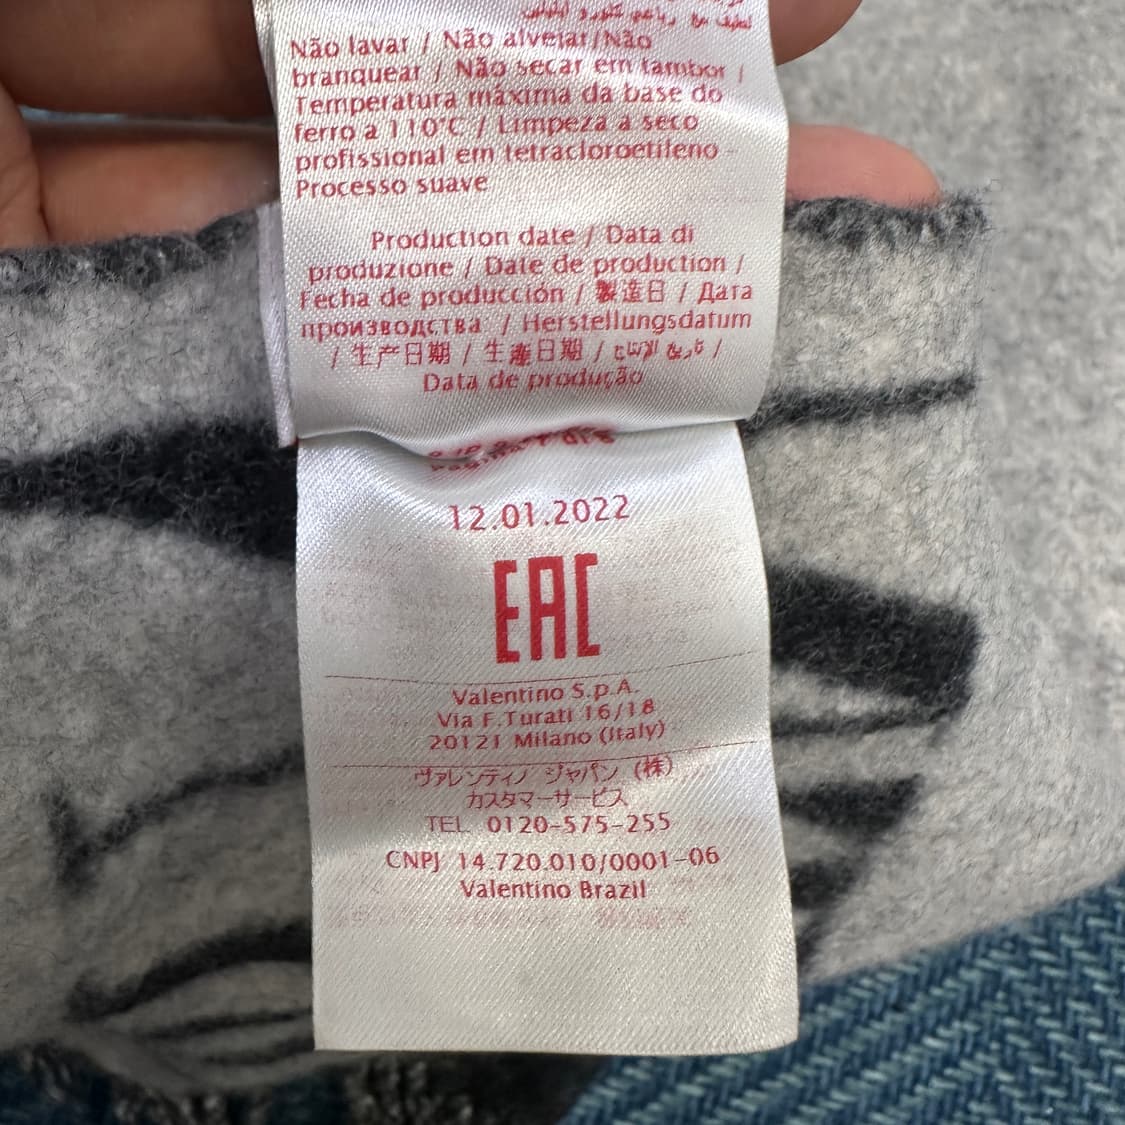 Não lavar / Não alvejar/Não
branquear / Não secar em tambor /
Temperatura máxima da base do
ferro a 110°C / Limpeza a seco
profissional em tetracloroetileno -
Processo suave
Production date / Data di
produzione / Date de production /
Fecha de producción / 製造日 / Дата
производства / Herstellungsdatum
/ 生产日期 / 生產日期 / تاريخ الإنتاج /
Data de produção
12.01.2022
EAC
Valentino S.p.A.
Via F.Turati 16/18
20121 Milano (Italy)
ヴァレンティノ ジャパン (株)
カスタマーサービス
TEL 0120-575-255
CNPJ 14.720.010/0001-06
Valentino Brazil